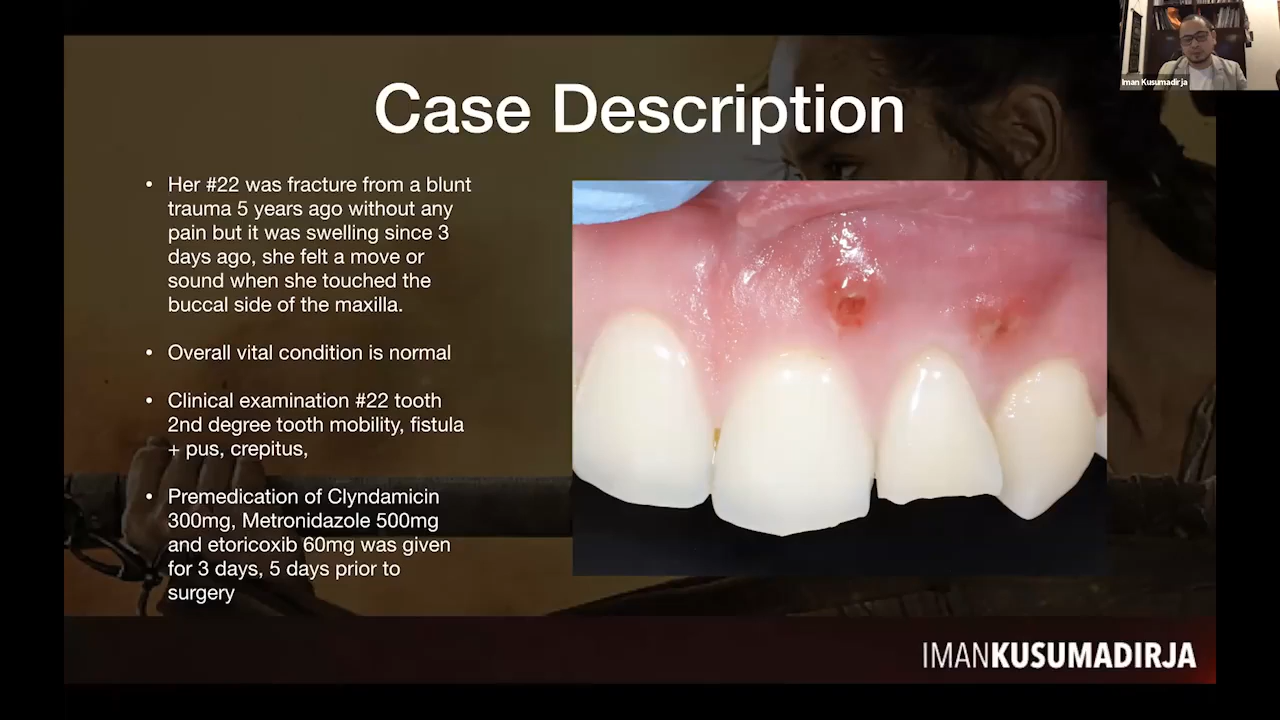 Iman Kusumadirja
Case Description
• Her #22 was fracture from a blunt
trauma 5 years ago without any
pain but it was swelling since 3
days ago, she felt a move or
sound when she touched the
buccal side of the maxilla.
• Overall vital condition is normal
• Clinical examination #22 tooth
2nd degree tooth mobility, fistula
+ pus, crepitus,
• Premedication of Clyndamicin
300mg, Metronidazole 500mg
and etoricoxib 60mg was given
for 3 days, 5 days prior to
surgery
IMANKUSUMADIRJA